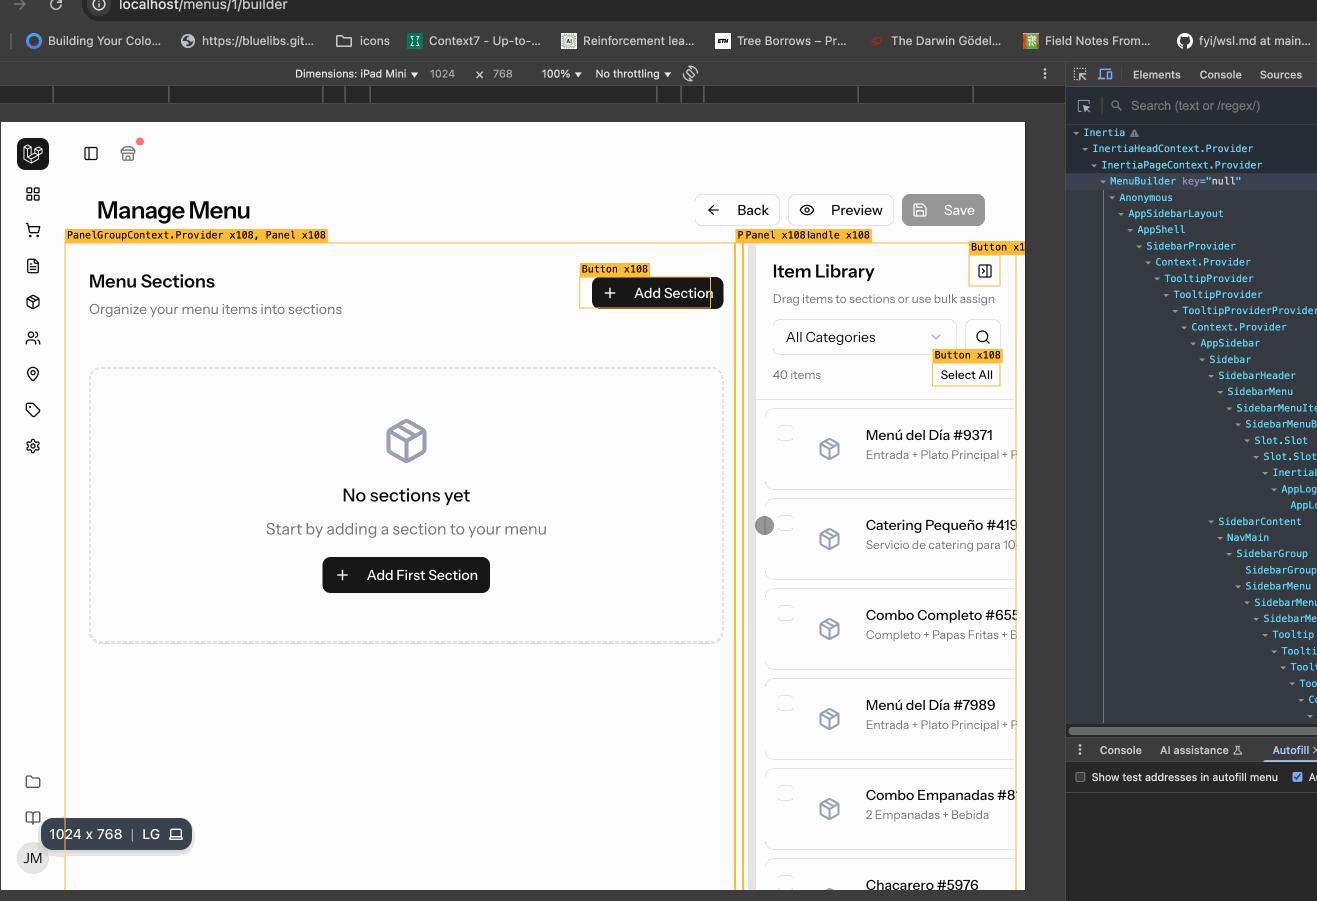 localhost/menus/1/builder
Building Your Colo...
https://bluelibs.git...
icons
Context7 - Up-to-...
Reinforcement lea...
Tree Borrows – Pr...
The Darwin Gödel...
Field Notes From...
fyi/wsl.md at main...
Dimensions: iPad Mini
1024
x
768
100%
No throttling
Elements
Console
Sources
Search (text or /regex/)
Inertia
InertiaHeadContext.Provider
InertiaPageContext.Provider
MenuBuilder key="null"
Anonymous
AppSidebarLayout
AppShell
SidebarProvider
Context.Provider
TooltipProvider
TooltipProvider
TooltipProviderProvider
Context.Provider
AppSidebar
Sidebar
SidebarHeader
SidebarMenu
SidebarMenuIte
SidebarMenuB
Slot.Slot
Slot.Slot
InertiaL
AppLog
AppLo
SidebarContent
NavMain
SidebarGroup
SidebarGroup
SidebarMenu
SidebarMenu
SidebarMe
Tooltip
Toolti
Toolt
Too
Co
Manage Menu
Back
Preview
Save
PanelGroupContext.Provider x108, Panel x108
Panel x108
andle x108
Button x1
Menu Sections
Organize your menu items into sections
Button x108
Add Section
No sections yet
Start by adding a section to your menu
Add First Section
Item Library
Drag items to sections or use bulk assign
All Categories
Button x108
40 items
Select All
Menú del Día #9371
Entrada + Plato Principal + P
Catering Pequeño #419
Servicio de catering para 10
Combo Completo #655
Completo + Papas Fritas + B
Menú del Día #7989
Entrada + Plato Principal + P
Combo Empanadas #8
2 Empanadas + Bebida
Chacarero #5976
1024 x 768 | LG
JM
Console
AI assistance
Autofill
Show test addresses in autofill menu